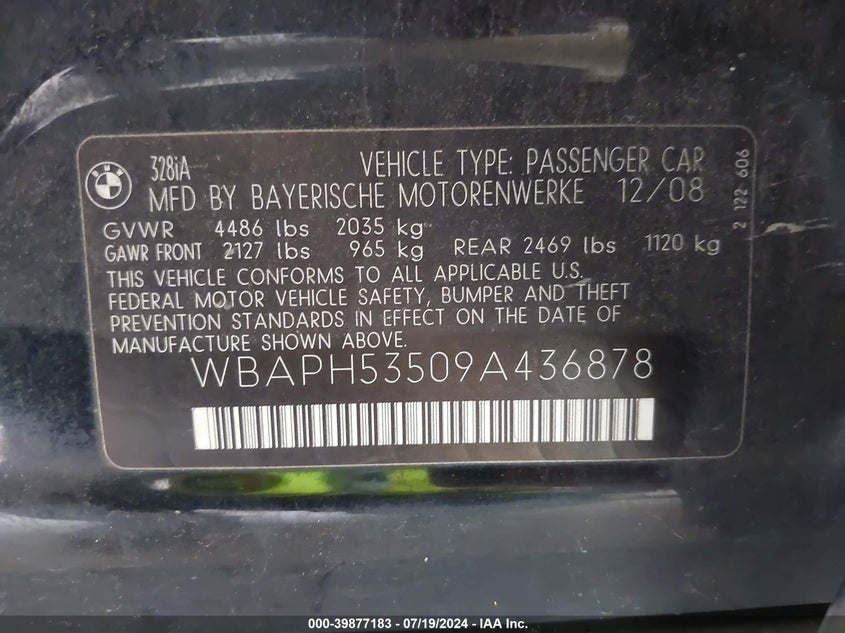 BMW
328iA VEHICLE TYPE: PASSENGER CAR
MFD BY BAYERISCHE MOTORENWERKE 12/08
GVWR 4486 lbs 2035 kg
GAWR FRONT 2127 lbs 965 kg REAR 2469 lbs 1120 kg
THIS VEHICLE CONFORMS TO ALL APPLICABLE U.S.
FEDERAL MOTOR VEHICLE SAFETY, BUMPER AND THEFT
PREVENTION STANDARDS IN EFFECT ON THE DATE OF
MANUFACTURE SHOWN ABOVE.
WBAPH53509A436878
2 122 606
000-39877183 - 07/19/2024 - IAA Inc.